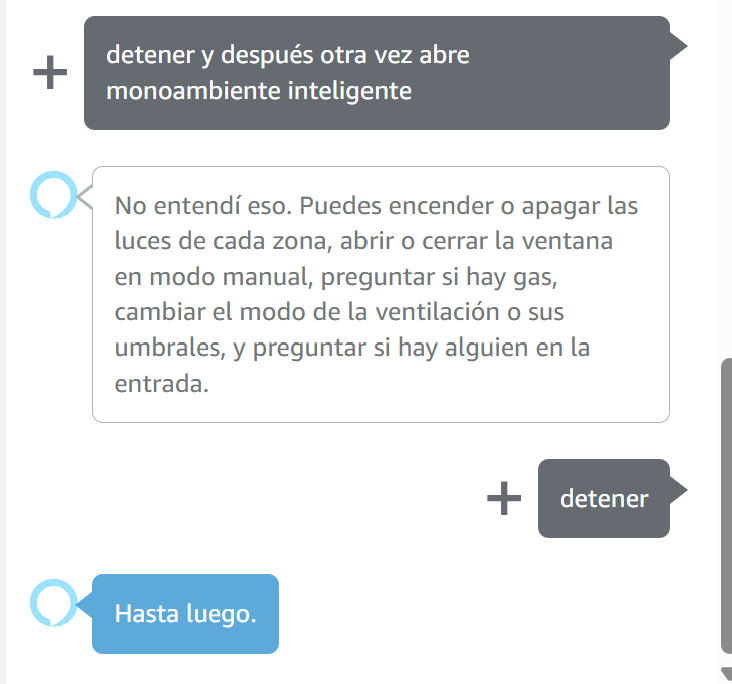 detener y después otra vez abre
monoambiente inteligente
No entendí eso. Puedes encender o apagar las
luces de cada zona, abrir o cerrar la ventana
en modo manual, preguntar si hay gas,
cambiar el modo de la ventilación o sus
umbrales, y preguntar si hay alguien en la
entrada.
detener
Hasta luego.